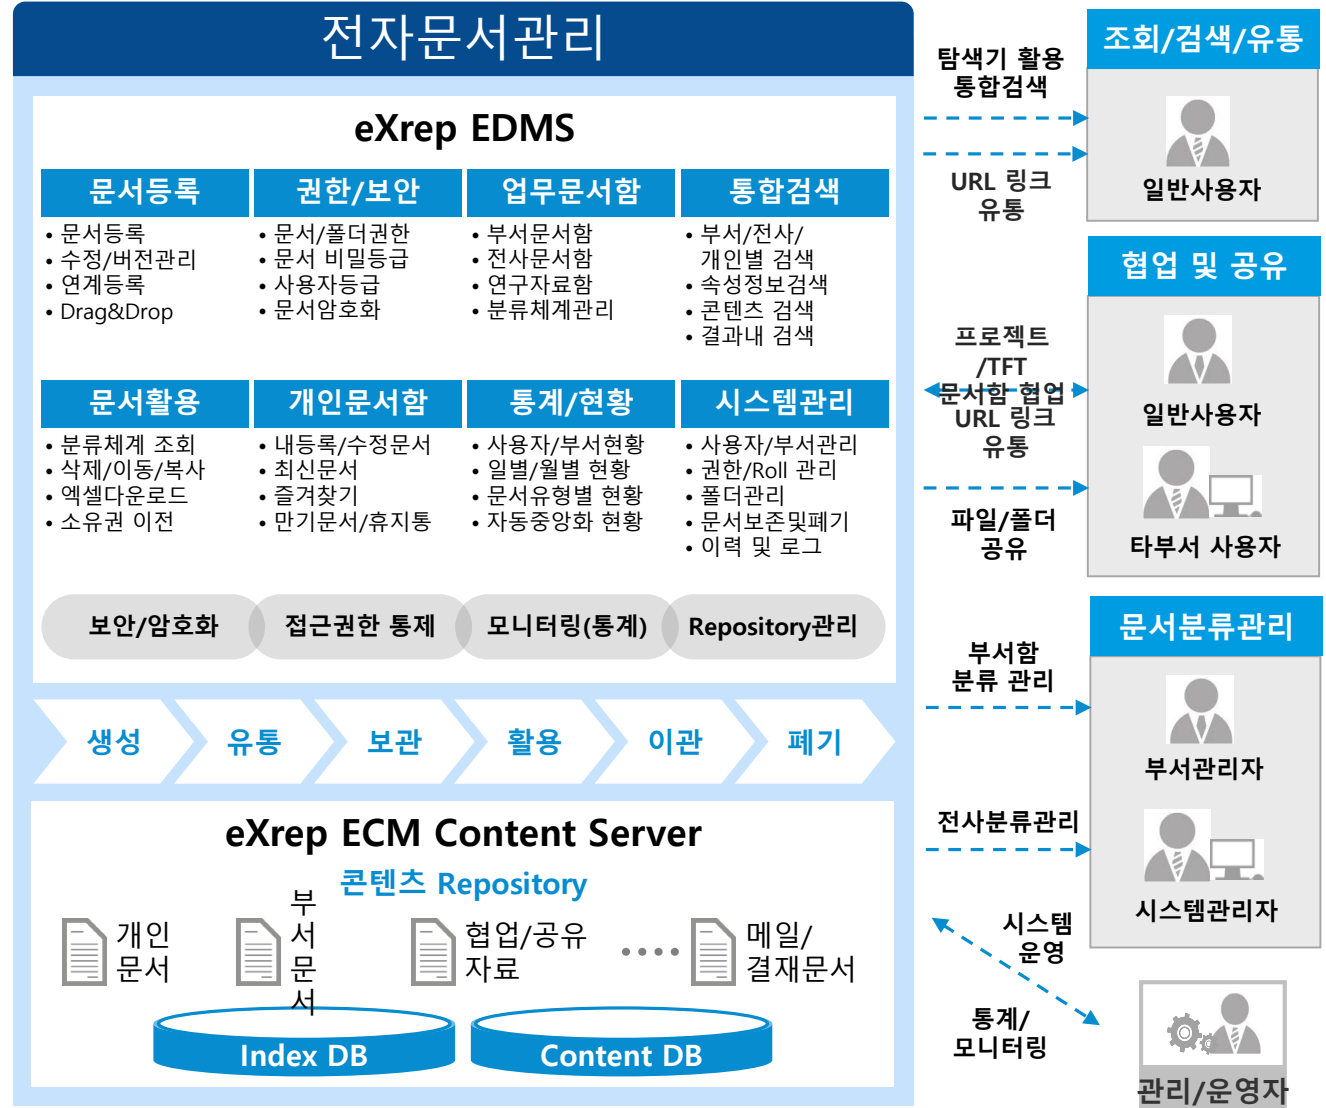 전자문서관리
eXrep EDMS
문서등록
• 문서등록
• 수정/버전관리
• 연계등록
• Drag&Drop
권한/보안
• 문서/폴더권한
• 문서 비밀등급
• 사용자등급
• 문서암호화
업무문서함
• 부서문서함
• 전사문서함
• 연구자료함
• 분류체계관리
통합검색
• 부서/전사/
개인별 검색
• 속성정보검색
• 콘텐츠 검색
• 결과내 검색
문서활용
• 분류체계 조회
• 삭제/이동/복사
• 엑셀다운로드
• 소유권 이전
개인문서함
• 내등록/수정문서
• 최신문서
• 즐겨찾기
• 만기문서/휴지통
통계/현황
• 사용자/부서현황
• 일별/월별 현황
• 문서유형별 현황
• 자동중앙화 현황
시스템관리
• 사용자/부서관리
• 권한/Roll 관리
• 폴더관리
• 문서보존및폐기
• 이력 및 로그
보안/암호화
접근권한 통제
모니터링(통계)
Repository관리
생성
유통
보관
활용
이관
폐기
eXrep ECM Content Server
콘텐츠 Repository
개인
문서
부
서
문
서
협업/공유
자료
메일/
결재문서
Index DB
Content DB
탐색기 활용
통합검색
URL 링크
유통
프로젝트
/TFT
문서함 협업
URL 링크
유통
파일/폴더
공유
부서함
분류 관리
전사분류관리
시스템
운영
통계/
모니터링
조회/검색/유통
일반사용자
협업 및 공유
일반사용자
타부서 사용자
문서분류관리
부서관리자
시스템관리자
관리/운영자